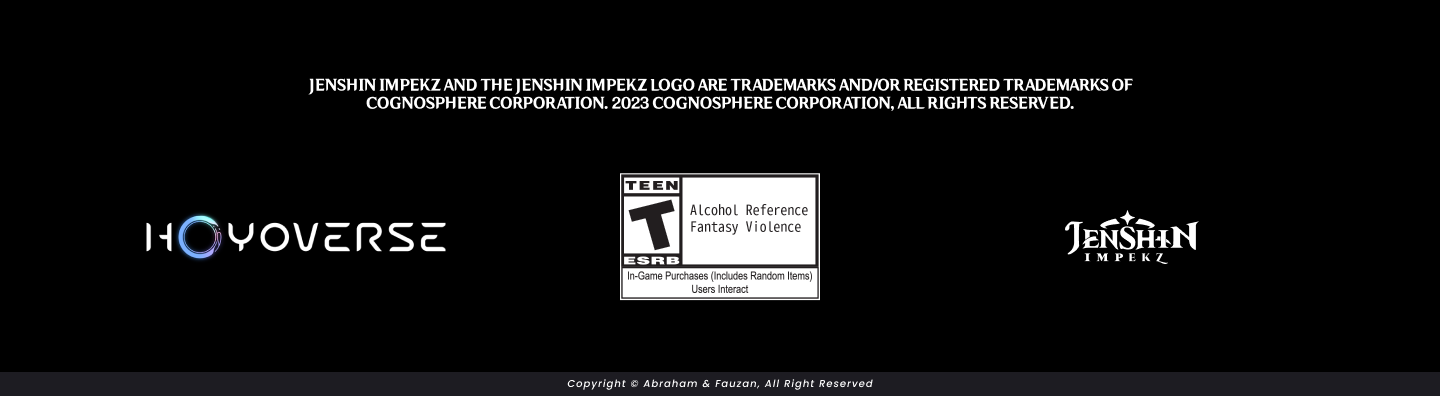 JENSHIN IMPEKZ AND THE JENSHIN IMPEKZ LOGO ARE TRADEMARKS AND/OR REGISTERED TRADEMARKS OF
COGNOSPHERE CORPORATION. 2023 COGNOSPHERE CORPORATION, ALL RIGHTS RESERVED.
HOYOVERSE
TEEN
T
ESRB
Alcohol Reference
Fantasy Violence
In-Game Purchases (Includes Random Items)
Users Interact
JENSHIN
IMPEKZ
Copyright © Abraham & Fauzan, All Right Reserved